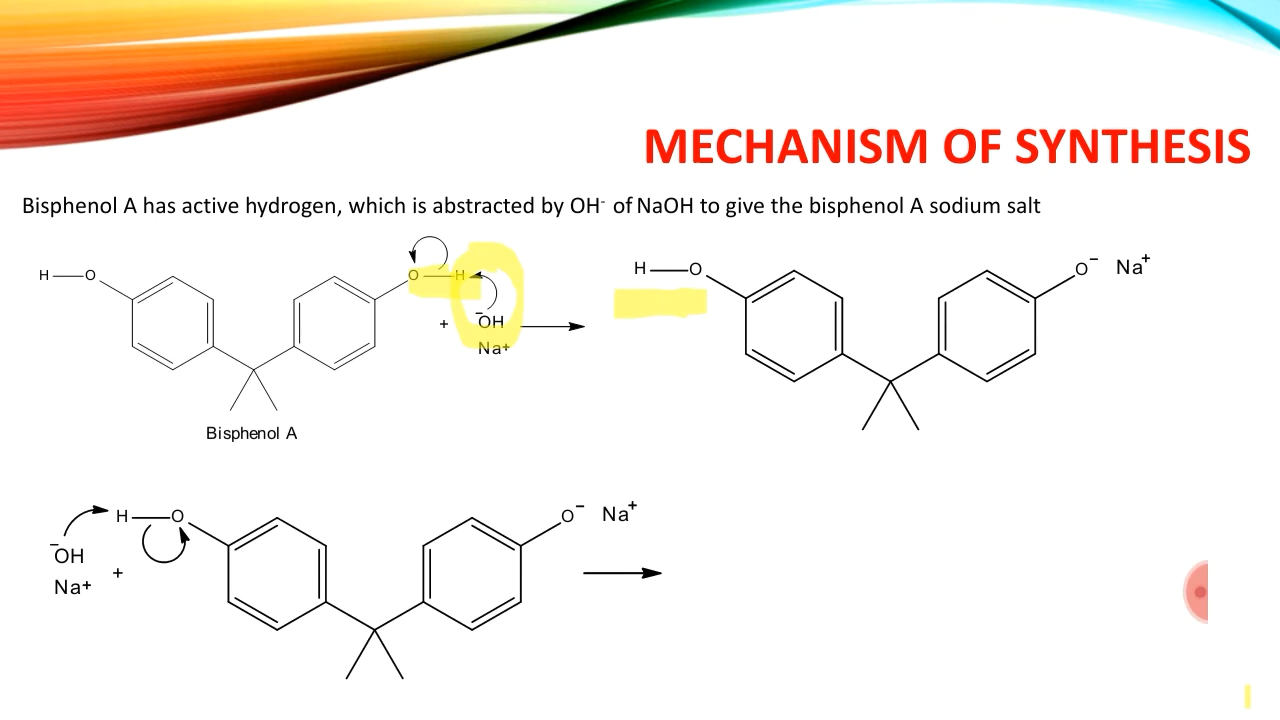 MECHANISM OF SYNTHESIS
Bisphenol A has active hydrogen, which is abstracted by OH⁻ of NaOH to give the bisphenol A sodium salt
H O O H
+ ⁻OH
Na⁺
Bisphenol A
H O O⁻ Na⁺
H O O⁻ Na⁺
⁻OH
Na⁺ +